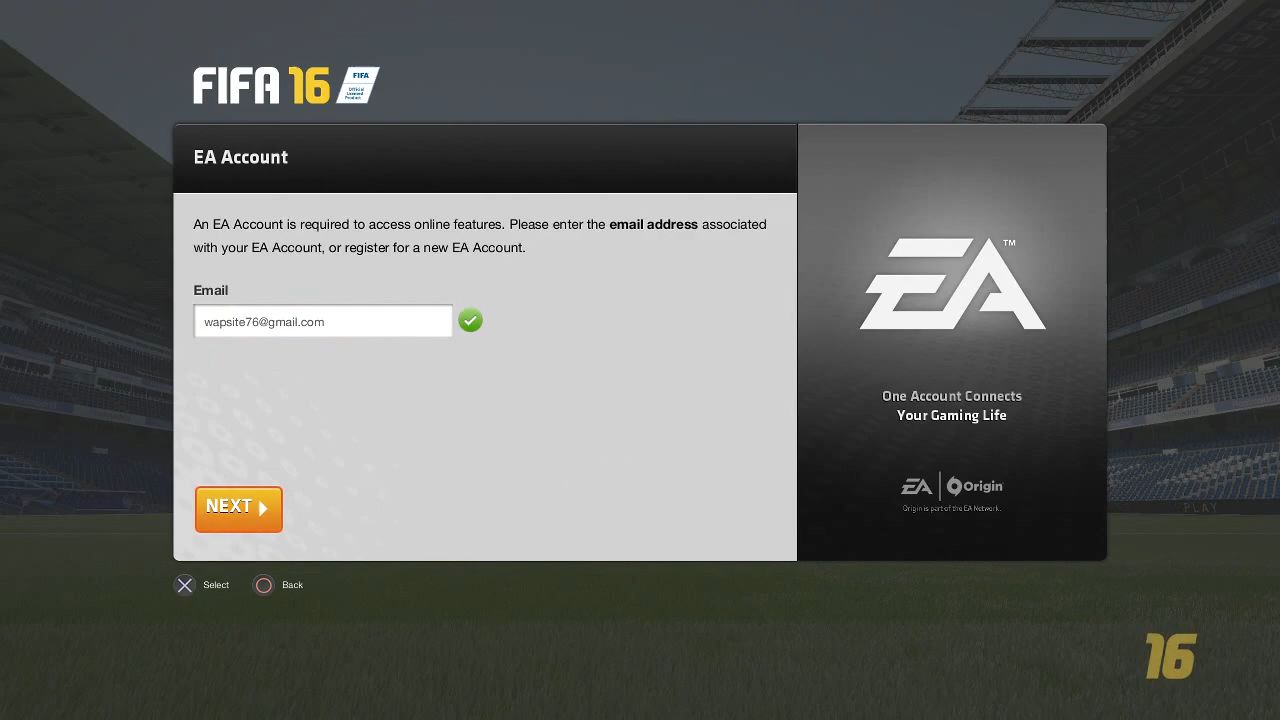 FIFA 16
FIFA
Official
Licensed
Product
EA Account
An EA Account is required to access online features. Please enter the email address associated
with your EA Account, or register for a new EA Account.
Email
wapsite76@gmail.com
NEXT
Select
Back
EA™
One Account Connects
Your Gaming Life
EA Origin
Origin is part of the EA Network.
PLAY
16